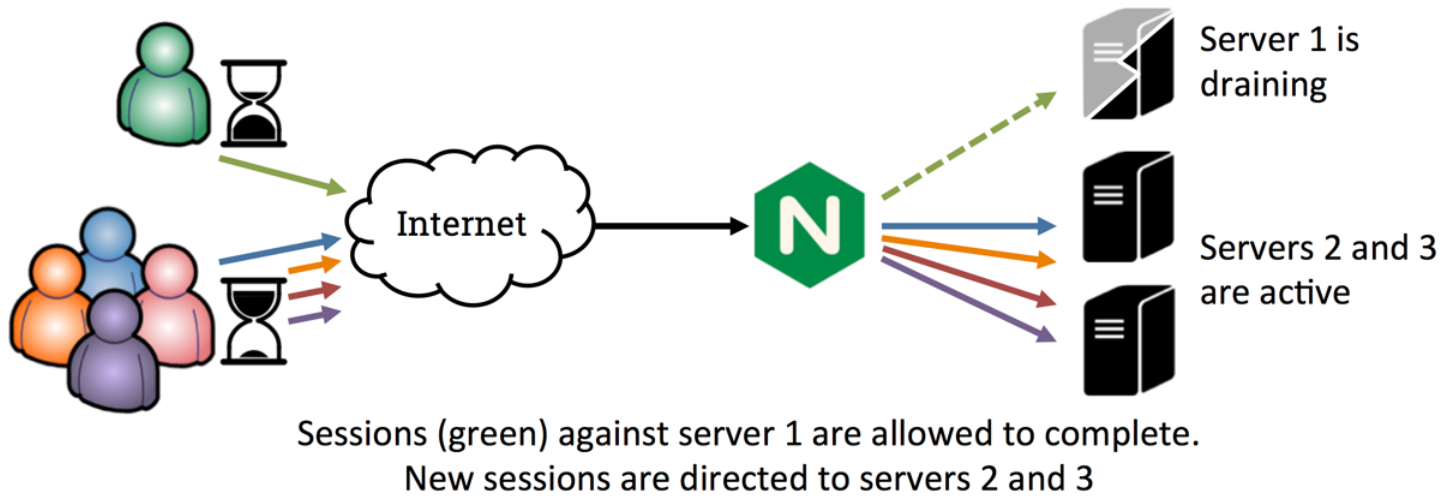 Server 1 is
draining
Internet
N
Servers 2 and 3
are active
Sessions (green) against server 1 are allowed to complete.
New sessions are directed to servers 2 and 3